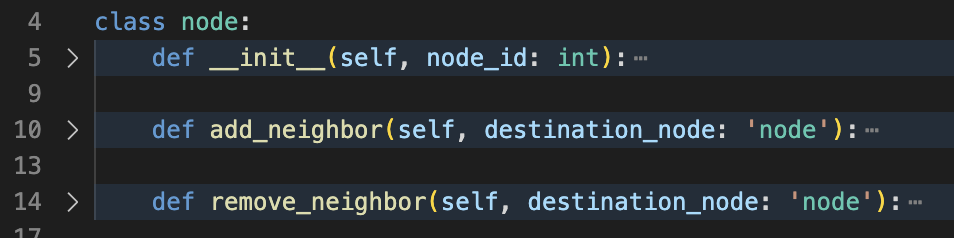 4 class node:
5 > def __init__(self, node_id: int):⋯
9
10 > def add_neighbor(self, destination_node: 'node'):⋯
13
14 > def remove_neighbor(self, destination_node: 'node'):⋯
17